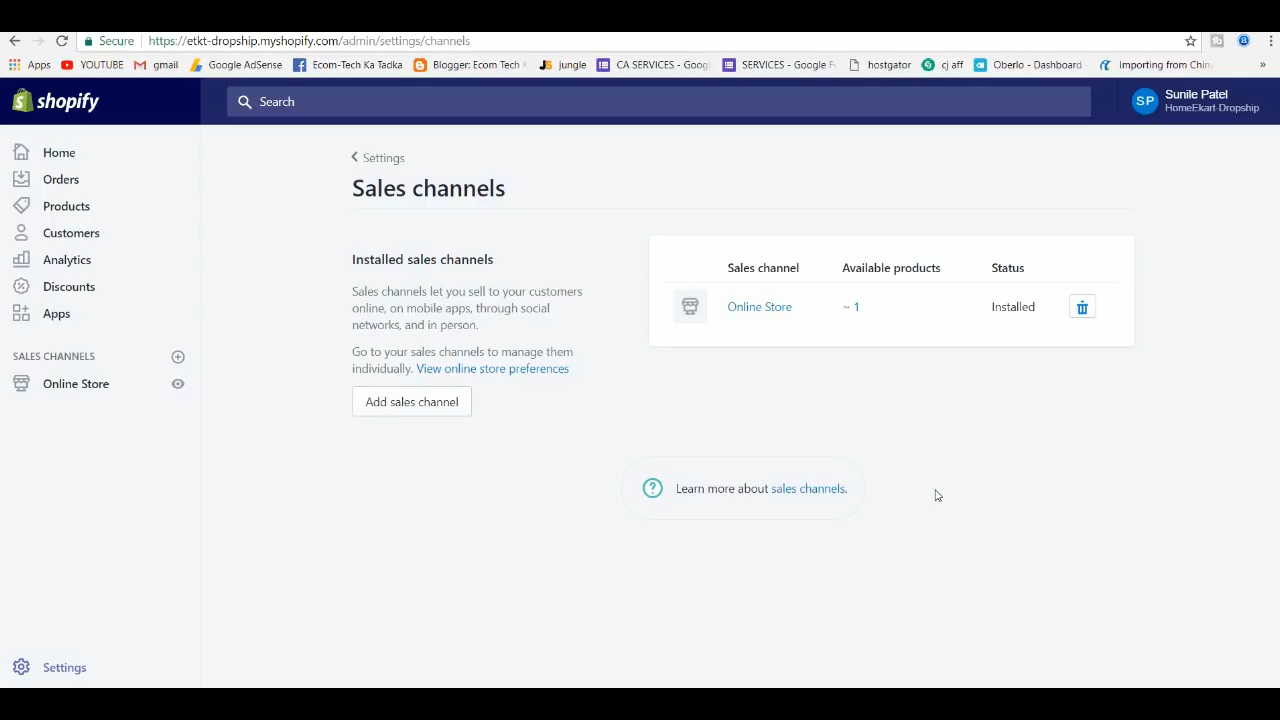 Secure
https://etkt-dropship.myshopify.com/admin/settings/channels
Apps
YOUTUBE
gmail
Google AdSense
Ecom-Tech Ka Tadka
Blogger: Ecom Tech
jungle
CA SERVICES - Googl
SERVICES - Google F
hostgator
cj aff
Oberlo - Dashboard
Importing from Chin
»
shopify
Search
SP
Sunile Patel
HomeEkart-Dropship
Home
Orders
Products
Customers
Analytics
Discounts
Apps
SALES CHANNELS
Online Store
Settings
Settings
Sales channels
Installed sales channels
Sales channels let you sell to your customers
online, on mobile apps, through social
networks, and in person.
Go to your sales channels to manage them
individually. View online store preferences
Add sales channel
Sales channel Available products Status
Online Store ~ 1 Installed
Learn more about sales channels.